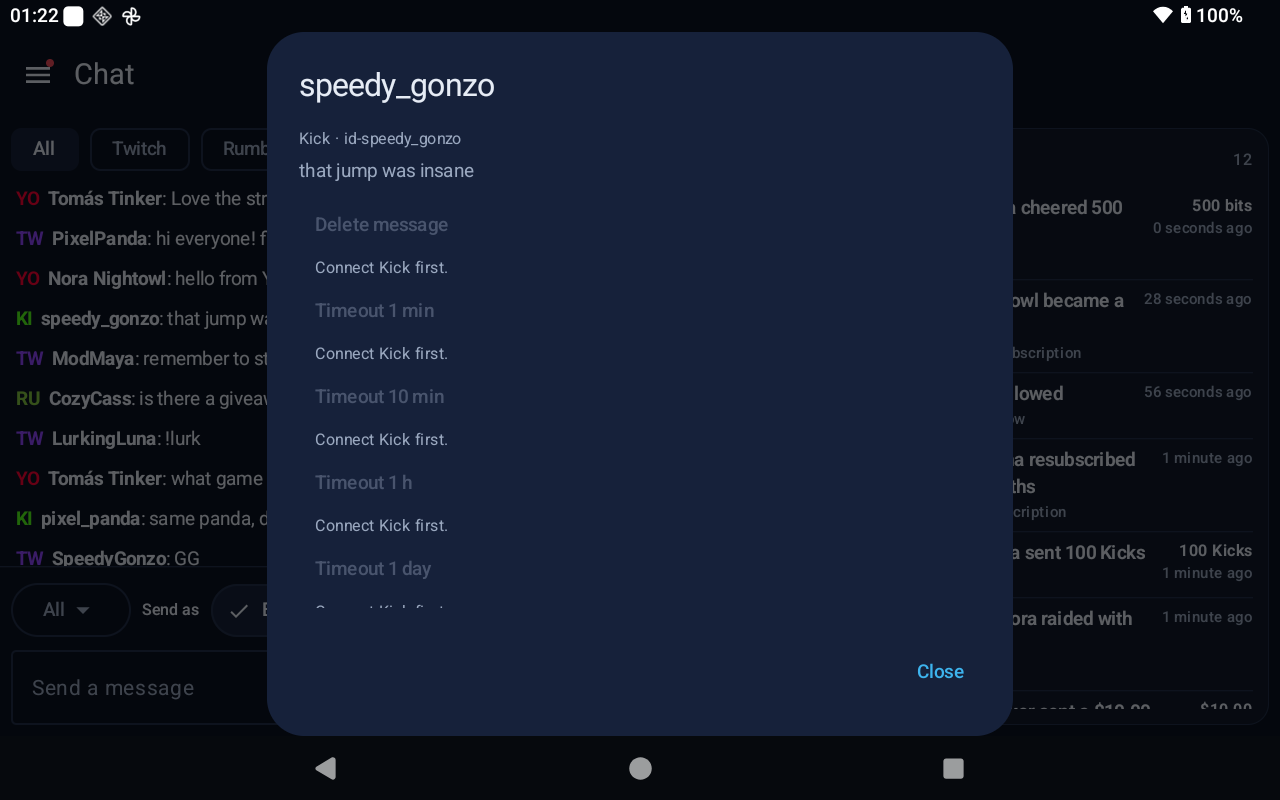 01:22
100%
Chat
All
Twitch
Rumb
YO Tomás Tinker: Love the str
TW PixelPanda: hi everyone! f
YO Nora Nightowl: hello from Y
KI speedy_gonzo: that jump wa
TW ModMaya: remember to st
RU CozyCass: is there a giveaw
TW LurkingLuna: !lurk
YO Tomás Tinker: what game
KI pixel_panda: same panda, d
TW SpeedyGonzo: GG
All
Send as
Send a message
speedy_gonzo
Kick · id-speedy_gonzo
that jump was insane
Delete message
Connect Kick first.
Timeout 1 min
Connect Kick first.
Timeout 10 min
Connect Kick first.
Timeout 1 h
Connect Kick first.
Timeout 1 day
Close
12
cheered 500
500 bits
0 seconds ago
owl became a
28 seconds ago
bscription
lowed
56 seconds ago
ow
a resubscribed
1 minute ago
ths
cription
a sent 100 Kicks
100 Kicks
1 minute ago
ora raided with
1 minute ago